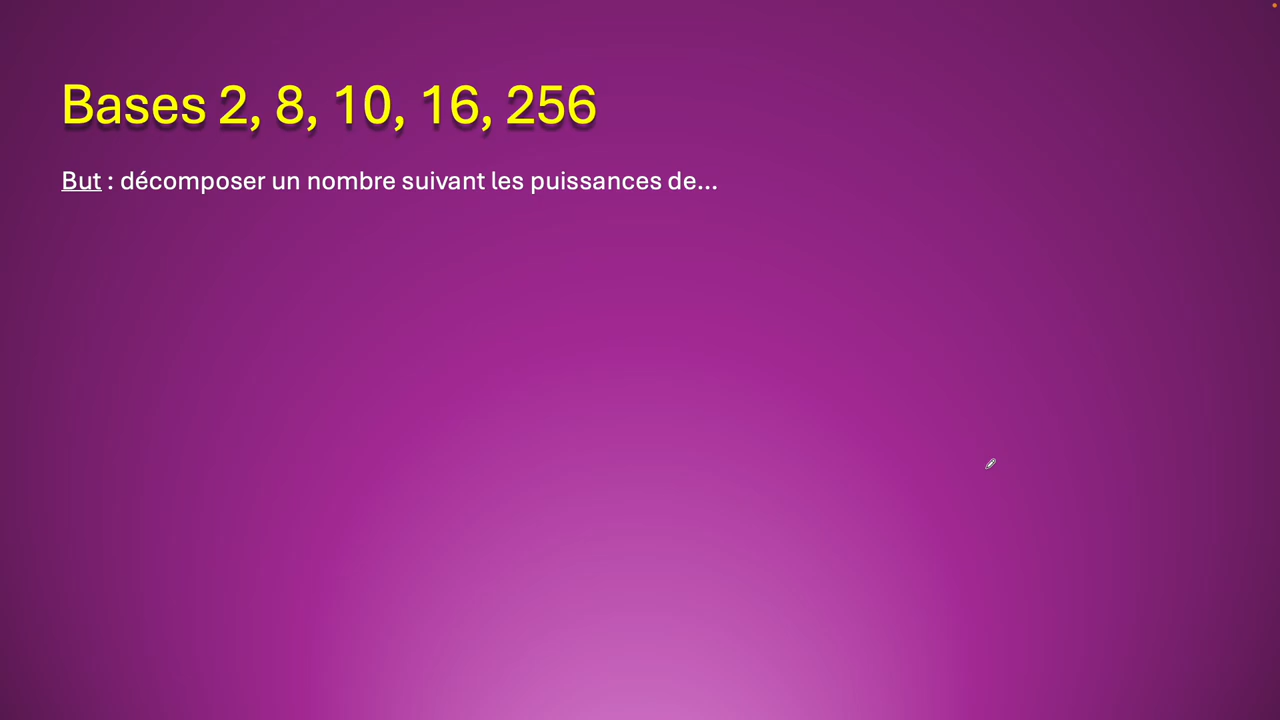 Bases 2, 8, 10, 16, 256
But : décomposer un nombre suivant les puissances de...